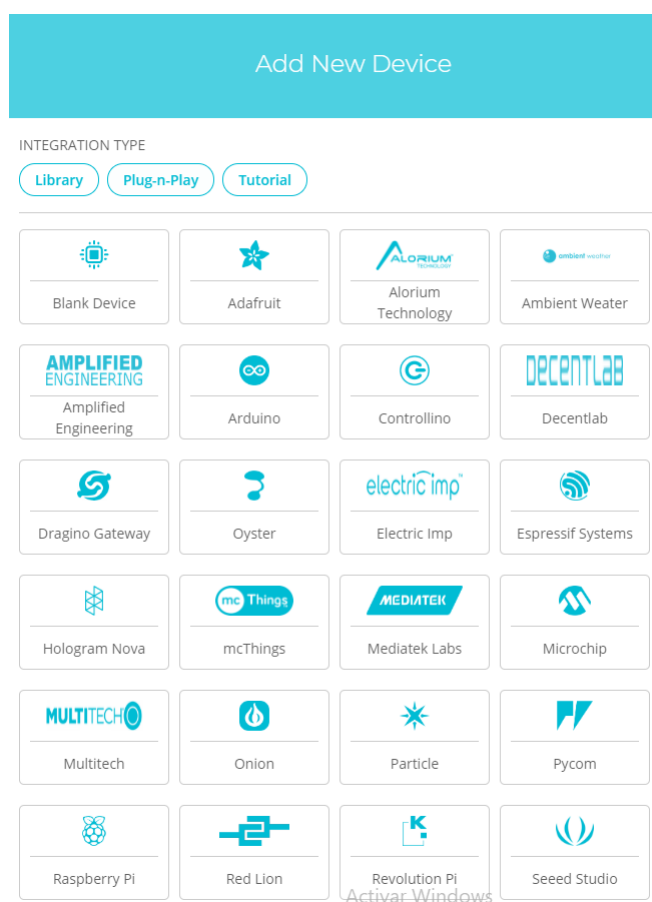 Add New Device
INTEGRATION TYPE
Library Plug-n-Play Tutorial
ALORIUM
TECHNOLOGY
ambient weather
Blank Device Adafruit Alorium
Technology Ambient Weater
AMPLIFIED
ENGINEERING
DECENTLAB
Amplified
Engineering Arduino Controllino Decentlab
electric imp
Dragino Gateway Oyster Electric Imp Espressif Systems
mc Things MEDIATEK
Hologram Nova mcThings Mediatek Labs Microchip
MULTITECH
Multitech Onion Particle Pycom
K
Raspberry Pi Red Lion Revolution Pi Seeed Studio
Activar Windows